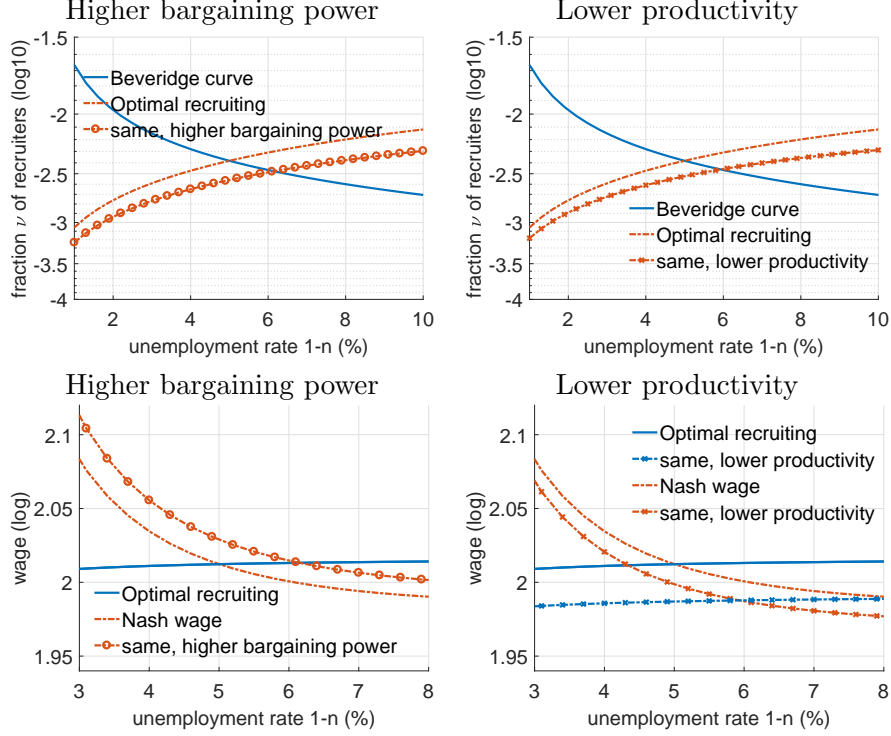 Higher bargaining power
Lower productivity
fraction ν of recruiters (log10)
-1.5
-2
-2.5
-3
-3.5
-4
Beveridge curve
Optimal recruiting
same, higher bargaining power
2
4
6
8
10
unemployment rate 1-n (%)
fraction ν of recruiters (log10)
-1.5
-2
-2.5
-3
-3.5
-4
Beveridge curve
Optimal recruiting
same, lower productivity
2
4
6
8
10
unemployment rate 1-n (%)
Higher bargaining power
Lower productivity
wage (log)
2.1
2.05
2
1.95
Optimal recruiting
Nash wage
same, higher bargaining power
3
4
5
6
7
8
unemployment rate 1-n (%)
wage (log)
2.1
2.05
2
1.95
Optimal recruiting
same, lower productivity
Nash wage
same, lower productivity
3
4
5
6
7
8
unemployment rate 1-n (%)